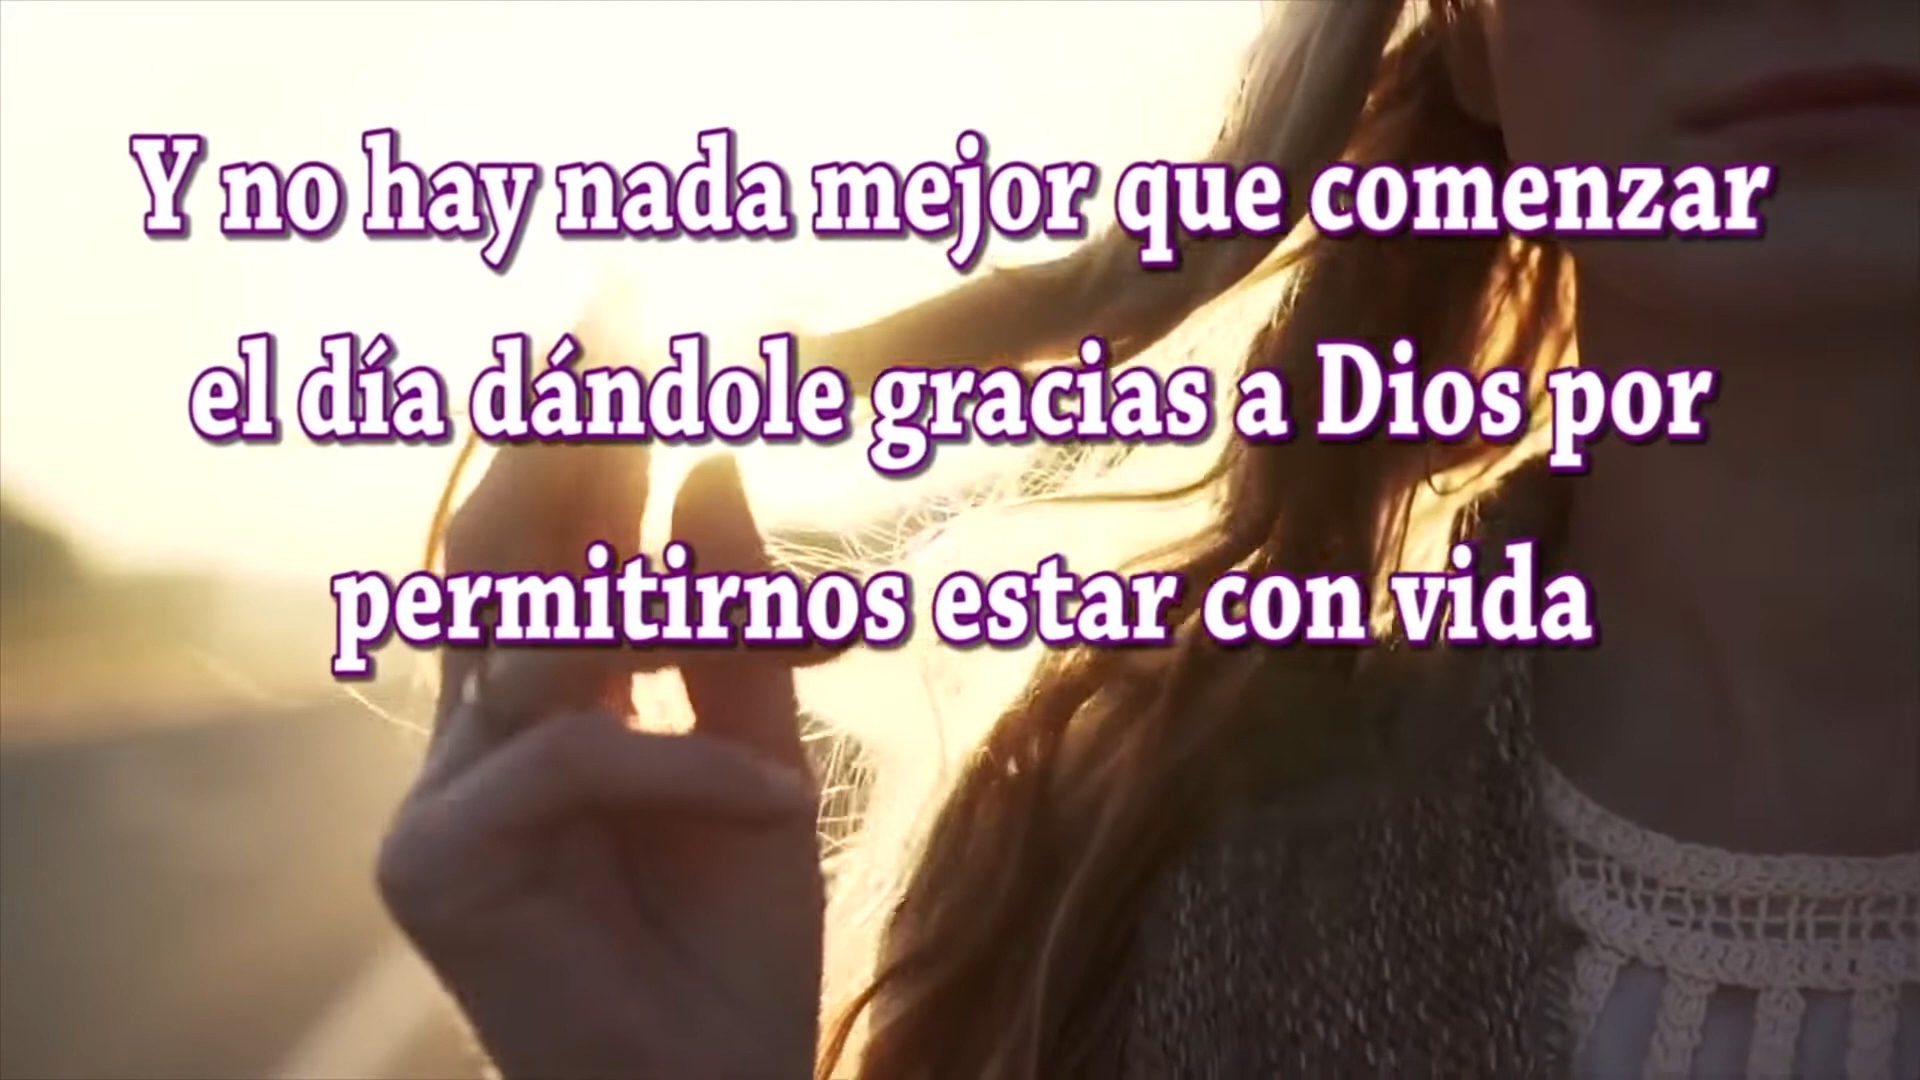 Y no hay nada mejor que comenzar
el día dándole gracias a Dios por
permitirnos estar con vida